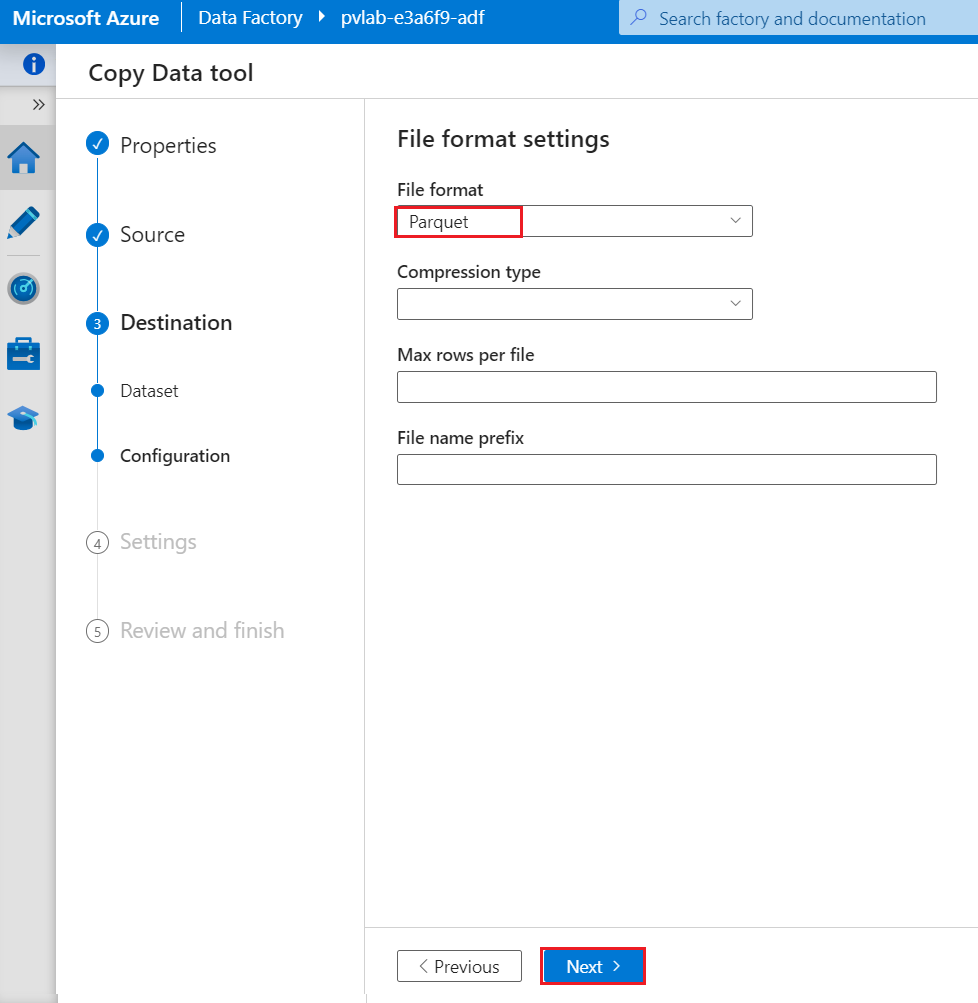 Microsoft Azure
Data Factory
pvlab-e3a6f9-adf
Search factory and documentation
Copy Data tool
Properties
Source
3 Destination
Dataset
Configuration
4 Settings
5 Review and finish
File format settings
File format
Parquet
Compression type
Max rows per file
File name prefix
Previous
Next